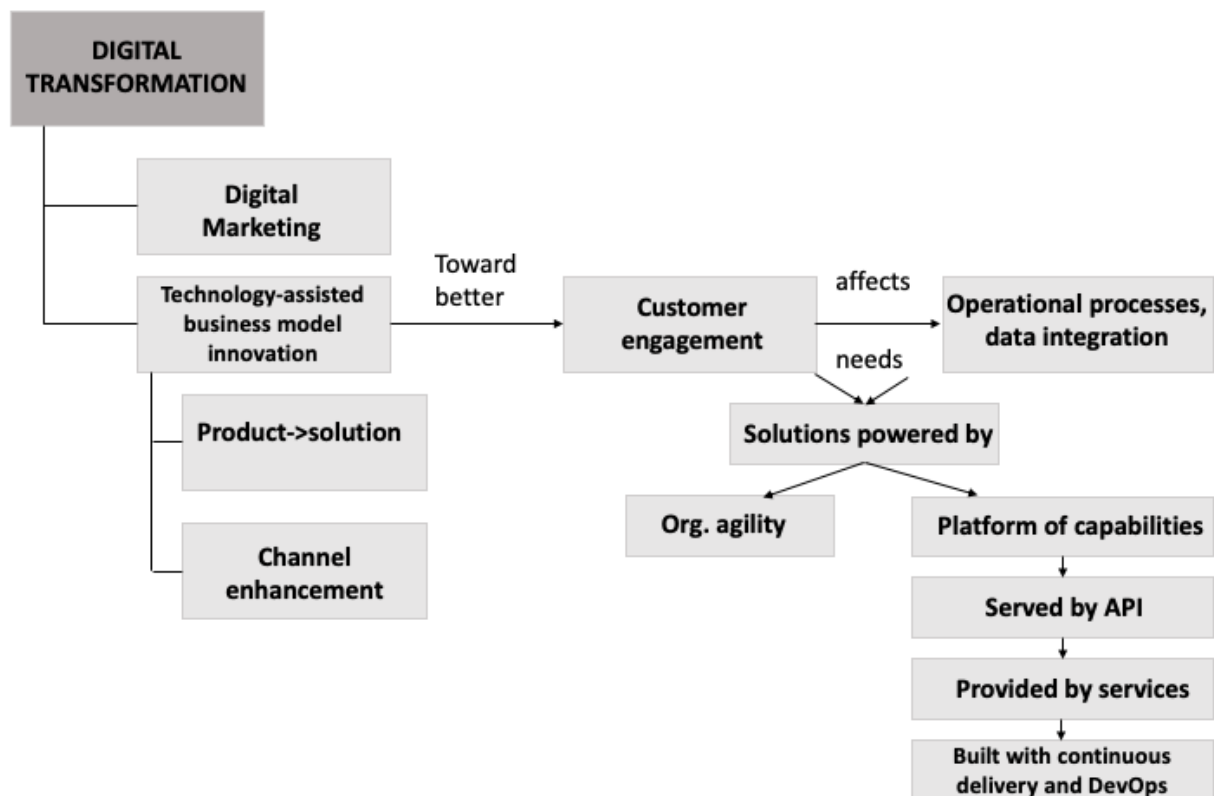 DIGITAL
TRANSFORMATION
Digital
Marketing
Technology-assisted
business model
innovation
Toward
better
Customer
engagement
affects
Operational processes,
data integration
needs
Product->solution
Solutions powered by
Channel
enhancement
Org. agility
Platform of capabilities
Served by API
Provided by services
Built with continuous
delivery and DevOps